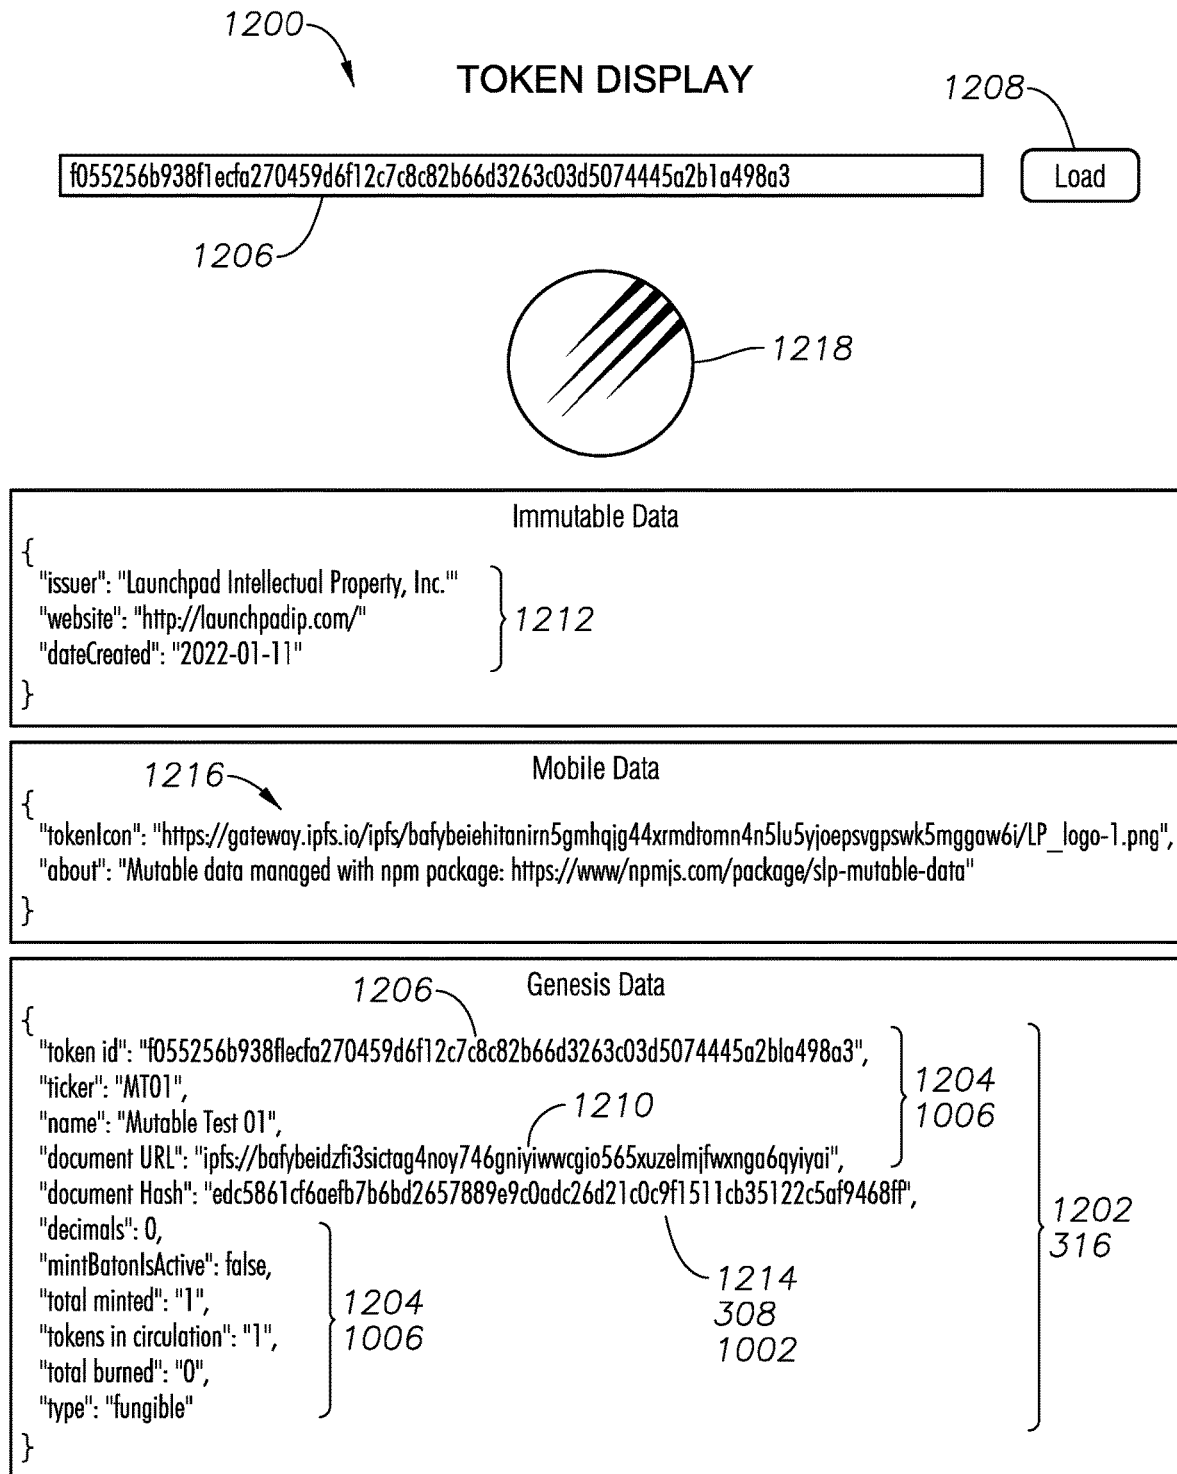 1200
TOKEN DISPLAY
1208
f055256b938f1ecfa270459d6f12c7c8c82b66d3263c03d5074445a2b1a498a3
Load
1206
1218
Immutable Data
{
"issuer": "Launchpad Intellectual Property, Inc.'"
"website": "http://launchpadip.com/"
1212
"dateCreated": "2022-01-11"
}
Mobile Data
1216
{
"tokenIcon": "https://gateway.ipfs.io/ipfs/bafybeiehitanirn5gmhqjg44xrmdtomn4n5lu5yjoepsvgpswk5mggaw6i/LP_logo-1.png",
"about": "Mutable data managed with npm package: https://www/npmjs.com/package/slp-mutable-data"
}
Genesis Data
1206
{
"token id": "f055256b938flecfa270459d6f12c7c8c82b66d3263c03d5074445a2bla498a3",
"ticker": "MT01",
1204
1006
"name": "Mutable Test 01",
1210
"document URL": "ipfs://bafybeidzfi3sictag4noy746gniyiwwcgio565xuzelmjfwxnga6qyiyai",
"document Hash": "edc5861cf6aefb7b6bd2657889e9c0adc26d21c0c9f1511cb35122c5af9468ff",
"decimals": 0,
1202
316
"mintBatonIsActive": false,
1214
308
1002
"total minted": "1",
1204
1006
"tokens in circulation": "1",
"total burned": "0",
"type": "fungible"
}